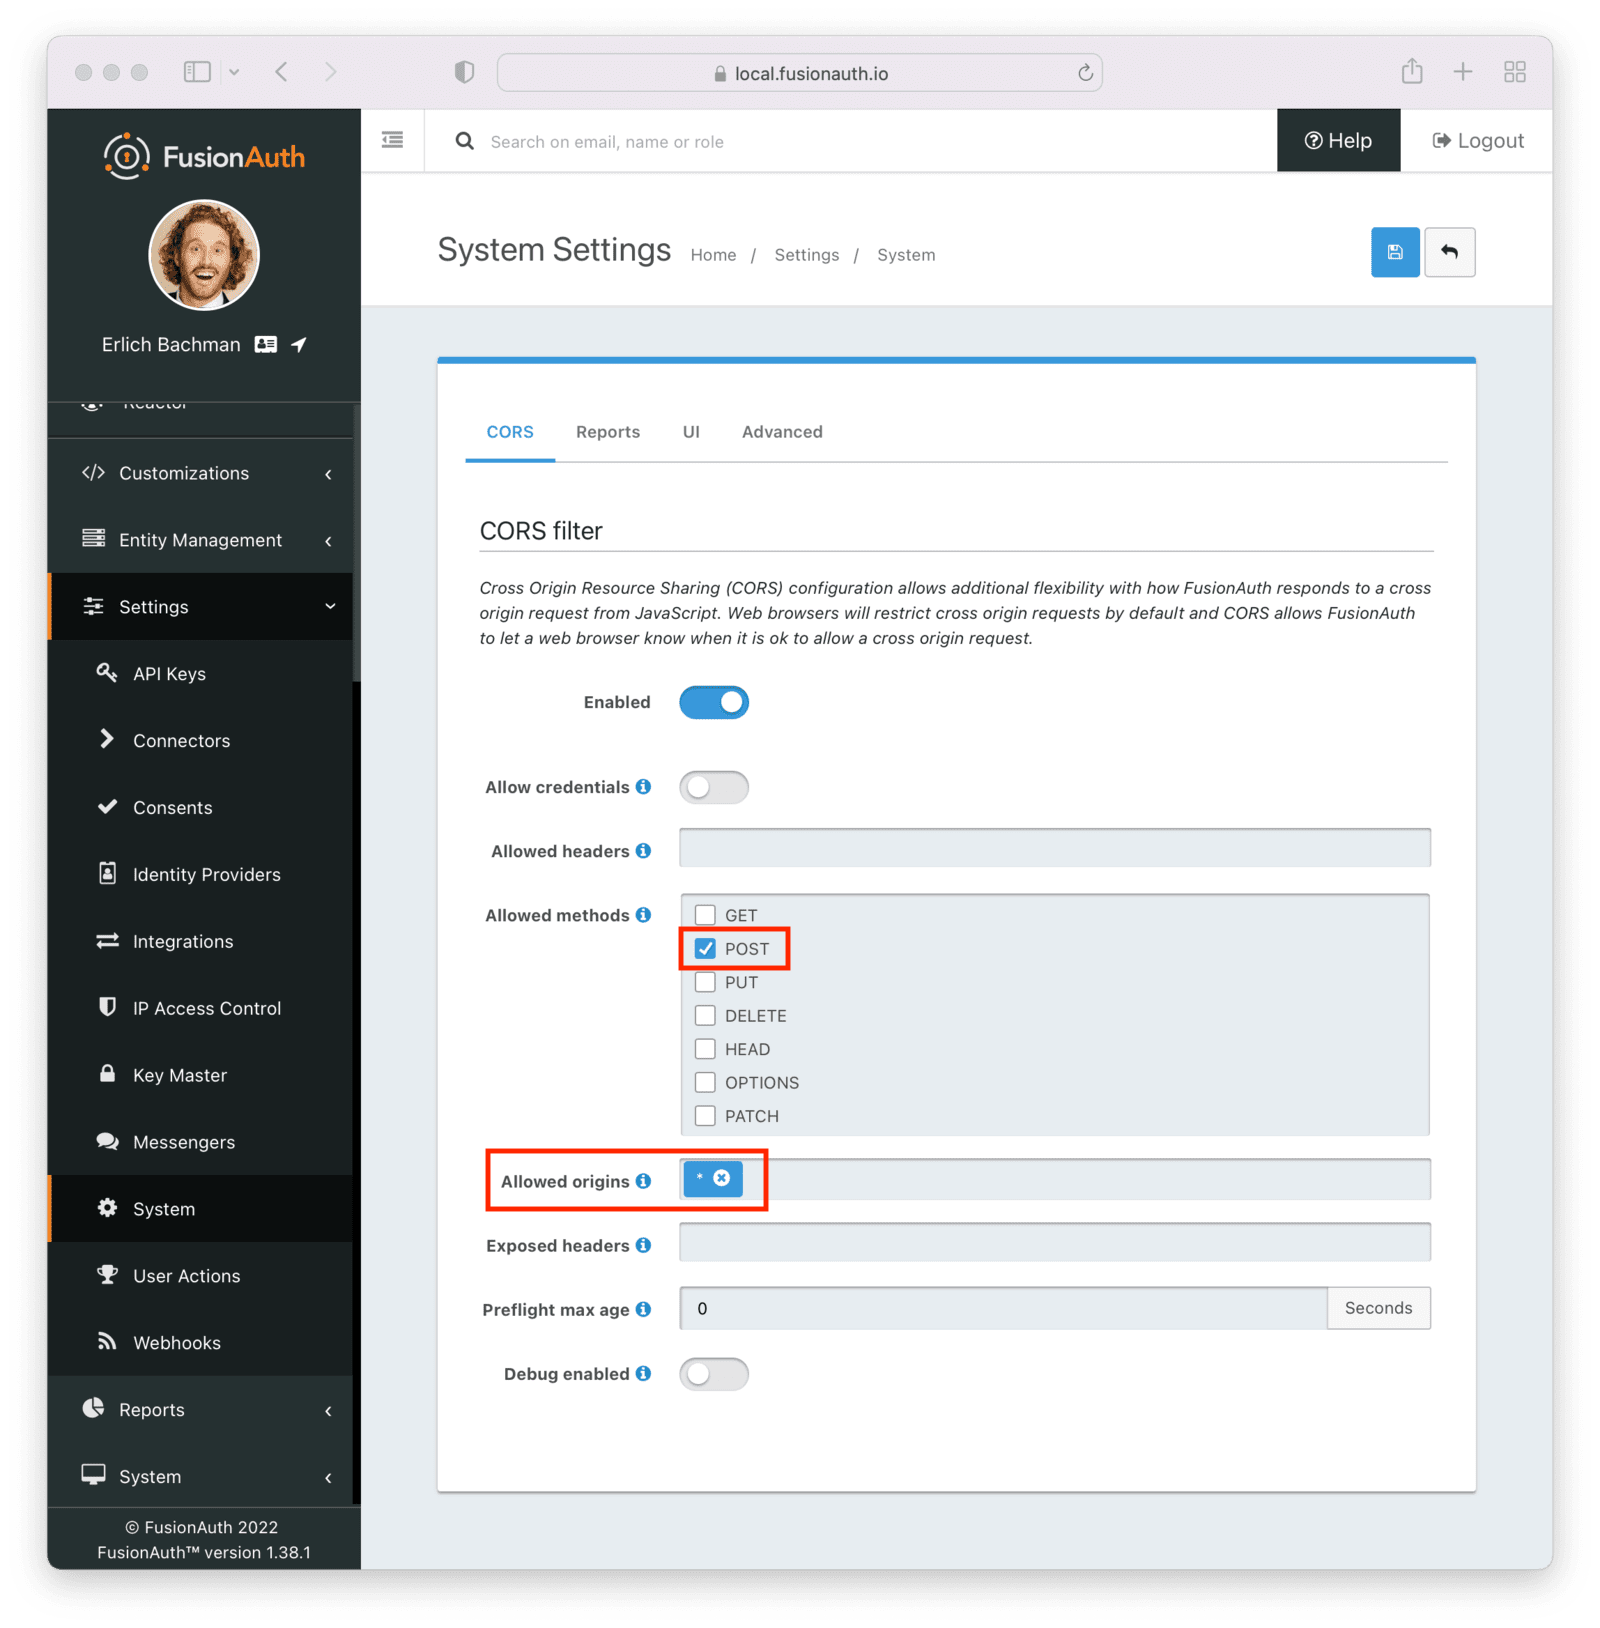 local.fusionauth.io
FusionAuth
Search on email, name or role
Help
Logout
Erlich Bachman
System Settings
Home / Settings / System
Reactor
Customizations
Entity Management
Settings
API Keys
Connectors
Consents
Identity Providers
Integrations
IP Access Control
Key Master
Messengers
System
User Actions
Webhooks
Reports
System
© FusionAuth 2022
FusionAuth™ version 1.38.1
CORS
Reports
UI
Advanced
CORS filter
Cross Origin Resource Sharing (CORS) configuration allows additional flexibility with how FusionAuth responds to a cross
origin request from JavaScript. Web browsers will restrict cross origin requests by default and CORS allows FusionAuth
to let a web browser know when it is ok to allow a cross origin request.
Enabled
Allow credentials
Allowed headers
Allowed methods
GET
POST
PUT
DELETE
HEAD
OPTIONS
PATCH
Allowed origins
*
Exposed headers
Preflight max age
0
Seconds
Debug enabled